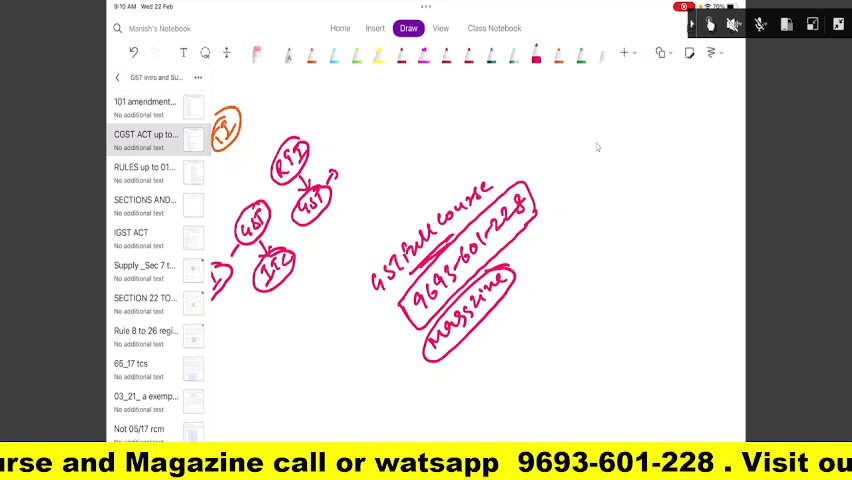 9:10 AM Wed 22 Feb
70%
Manish's Notebook
Home Insert Draw View Class Notebook
GST intro and SU...
101 amendment...
No additional text
CGST ACT up to...
No additional text
RULES up to 01...
No additional text
SECTIONS AND...
No additional text
IGST ACT
No additional text
Supply _Sec 7 t...
No additional text
SECTION 22 TO...
No additional text
Rule 8 to 26 regi...
No additional text
65_17 tcs
No additional text
03_21_ a exemp...
No additional text
Not 05/17 rcm
No additional text
GST
GST
ITC
GST full course
9693-601-228
Magszine
urse and Magazine call or watsapp 9693-601-228 . Visit ou